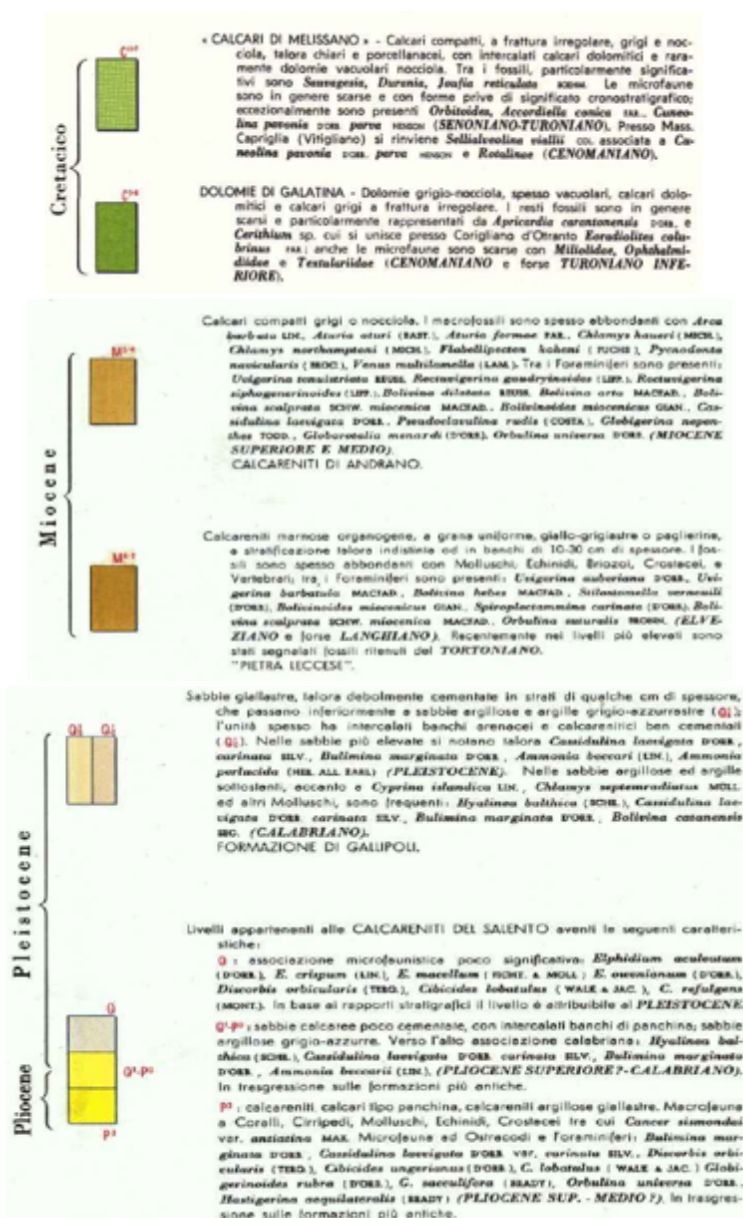 « CALCARI DI MELISSANO » - Calcari compatti, a frattura irregolare, grigi e noc-
ciola, talora chiari e porcellanacei, con intercalati calcari dolomitici e rara-
mente dolomie vacuolari nocciola. Tra i fossili, particolarmente significa-
tivi sono Sauvagesia, Durania, Joufia reticulata. Le microfaune
sono in genere scarse e con forme prive di significato cronostratigrafico;
eccezionalmente sono presenti Orbitoides, Accordiella conica FAR., Cuneo-
lina pavonia D'ORB. parva HENSON (SENONIANO-TURONIANO). Presso Mass.
Capriglia (Vitigliano) si rinviene Sellialveolina viallii COL. associata a Cu-
neolina pavonia D'ORB. parva HENSON e Rotalinae (CENOMANIANO).
Cretacico
DOLOMIE DI GALATINA - Dolomie grigio-nocciola, spesso vacuolari, calcari dolo-
mitici e calcari grigi a frattura irregolare. I resti fossili sono in genere
scarsi e particolarmente rappresentati da Apricardia carantonensis D'ORB. e
Cerithium sp. cui si unisce presso Corigliano d'Otranto Eoradiolites colu-
brinus PAR.; anche le microfaune sono scarse con Miliolidae, Ophthalmi-
diidae e Textulariidae (CENOMANIANO e forse TURONIANO INFE-
RIORE).
Calcari compatti grigi o nocciola. I macrofossili sono spesso abbondanti con Arca
barbata LIN., Aturia aturi (BAST.), Aturia formae PAR., Chlamys haueri (MICH.),
Chlamys northamptoni (MICH.), Flabellipecten koheni (FUCHS), Pycnodonta
navicularis (BROC.), Venus multilamella (LAM.). Tra i Foraminiferi sono presenti:
Uvigerina tenuistriata REUSS, Rectuvigerina gaudryinoides (LIPP.), Rectuvigerina
siphogenerinoides (LIPP.), Bolivina dilatata REUSS, Bolivina arta MACFAD., Boli-
vina scalprata SCHW. miocenica MACFAD., Bolivinoides miocenicus GIAN., Cas-
sidulina laevigata D'ORB., Pseudoclavulina rudis (COSTA), Globigerina nepen-
thes TODD., Globorotalia menardi (D'ORB.), Orbulina universa D'ORB. (MIOCENE
SUPERIORE E MEDIO).
CALCARENITI DI ANDRANO.
Miocene
Calcareniti marnose organogene, a grana uniforme, giallo-grigiastre o paglierine,
a stratificazione talora indistinta od in banchi di 10-30 cm di spessore. I fos-
sili sono spesso abbondanti con Molluschi, Echinidi, Briozoi, Crostacei, e
Vertebrati; tra i Foraminiferi sono presenti: Uvigerina auberiana D'ORB., Uvi-
gerina barbatula MACFAD., Bolivina hebes MACFAD., Stilostomella verneuili
(D'ORB.), Bolivinoides miocenicus GIAN., Spiroplectammina carinata (D'ORB.), Boli-
vina scalprata SCHW. miocenica MACFAD., Orbulina suturalis BRONN. (ELVE-
ZIANO e forse LANGHIANO). Recentemente nei livelli più elevati sono
stati segnalati fossili ritenuti del TORTONIANO.
"PIETRA LECCESE".
Sabbie giallastre, talora debolmente cementate in strati di qualche cm di spessore,
che passano inferiormente a sabbie argillose e argille grigio-azzurrastre;
l'unità spesso ha intercalati banchi arenacei e calcarenitici ben cementati
. Nelle sabbie più elevate si notano talora Cassidulina laevigata D'ORB.,
carinata SILV., Bulimina marginata D'ORB., Ammonia beccari (LIN.), Ammonia
perlucida (HER. ALL. EARL) (PLEISTOCENE). Nelle sabbie argillose ed argille
sottostanti, accanto a Cyprina islandica LIN., Chlamys septemradiatus MÜLL.
ed altri Molluschi, sono frequenti: Hyalinea balthica (SCHR.), Cassidulina lae-
vigata D'ORB. carinata SILV., Bulimina marginata D'ORB., Bolivina catanensis
SEG. (CALABRIANO).
FORMAZIONE DI GALLIPOLI.
Pleistocene
Livelli appartenenti alle CALCARENITI DEL SALENTO aventi le seguenti caratteri-
stiche:
Q : associazione microfaunistica poco significativa: Elphidium aculeatum
(D'ORB.), E. crispum (LIN.), E. macellum (FICHT. & MOLL.) E. owenianum (D'ORB.),
Discorbis orbicularis (TERQ.), Cibicides lobatulus (WALK & JAC.), C. refulgens
(MONT.). In base ai rapporti stratigrafici il livello è attribuibile al PLEISTOCENE
Q
Q¹-P³
P³
Q¹-P³ : sabbie calcaree poco cementate, con intercalati banchi di panchina; sabbie
argillose grigio-azzurre. Verso l'alto associazione calabriana: Hyalinea bal-
thica (SCHR.), Cassidulina laevigata D'ORB. carinata SILV., Bulimina marginata
D'ORB., Ammonia beccarii (LIN.), (PLIOCENE SUPERIORE?-CALABRIANO).
In trasgressione sulle formazioni più antiche.
Pliocene
P³ : calcareniti, calcari tipo panchina, calcareniti argillose giallastre. Macrofauna
a Coralli, Cirripedi, Molluschi, Echinidi, Crostacei tra cui Cancer sismondai
var. antiatina MAX. Microfauna ad Ostracodi e Foraminiferi: Bulimina mar-
ginata D'ORB., Cassidulina laevigata D'ORB. var. carinata SILV., Discorbis orbi-
cularis (TERQ.), Cibicides ungerianus (D'ORB.), C. lobatulus (WALK & JAC.) Globi-
gerinoides rubra (D'ORB.), G. sacculifera (BRADY), Orbulina universa D'ORB.,
Hastigerina aequilateralis (BRADY) (PLIOCENE SUP. - MEDIO?). In trasgres-
sione sulle formazioni più antiche.